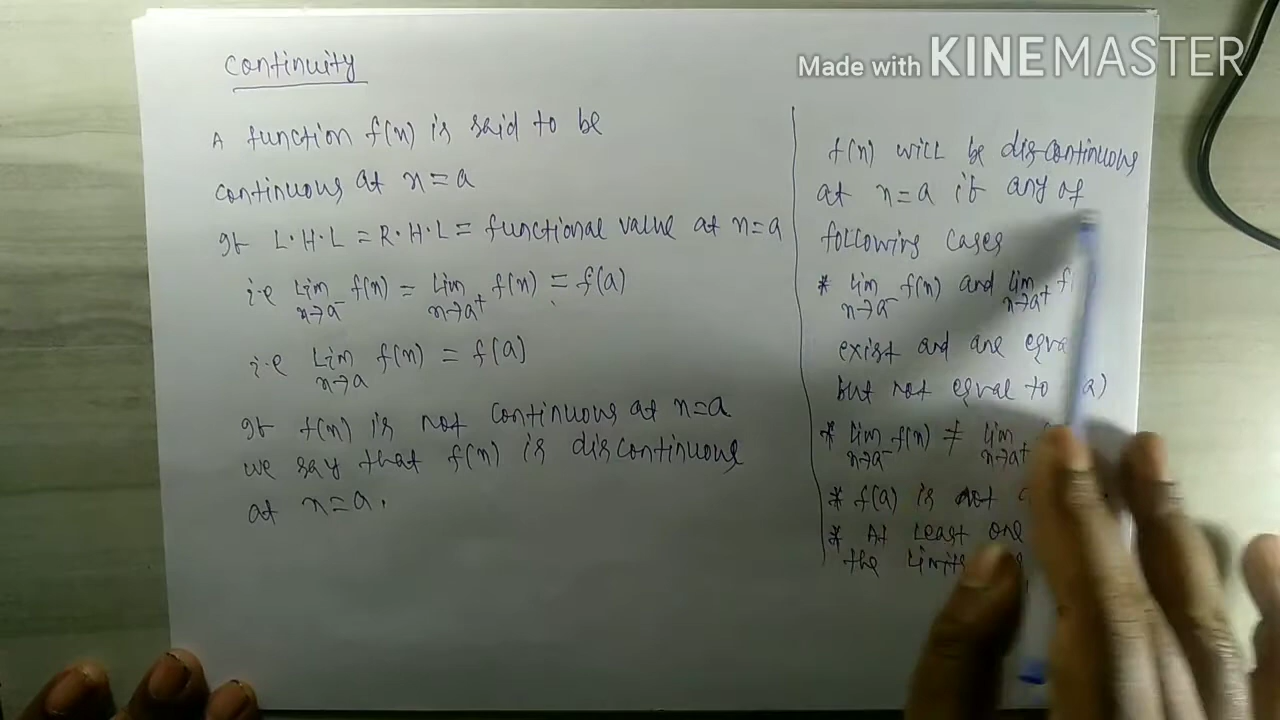 Made with KINEMASTER
Continuity
A function f(x) is said to be
continuous at x=a
If L.H.L = R.H.L = functional value at x=a
i.e lim x→a⁻ f(x) = lim x→a⁺ f(x) = f(a)
i.e Lim x→a f(x) = f(a)
If f(x) is not continuous at x=a
we say that f(x) is discontinuous
at x=a.
f(x) will be discontinuous
at x=a if any of
following cases
* lim x→a⁻ f(x) and lim x→a⁺
exist and are
but not equal to
* lim x→a⁻ f(x) ≠ lim x→a⁺
* f(a) is not
* At Least one
the limits